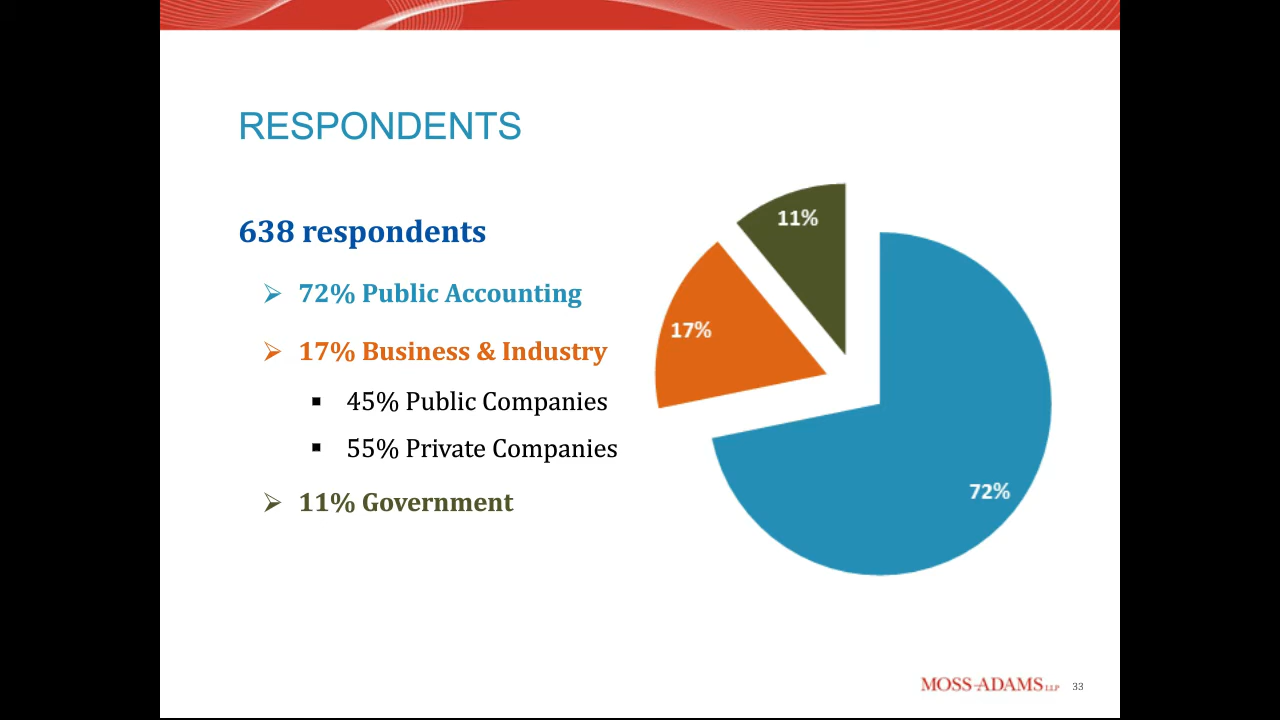 RESPONDENTS
638 respondents
➢ 72% Public Accounting
➢ 17% Business & Industry
▪ 45% Public Companies
▪ 55% Private Companies
➢ 11% Government
11%
17%
72%
MOSS-ADAMS LLP 33